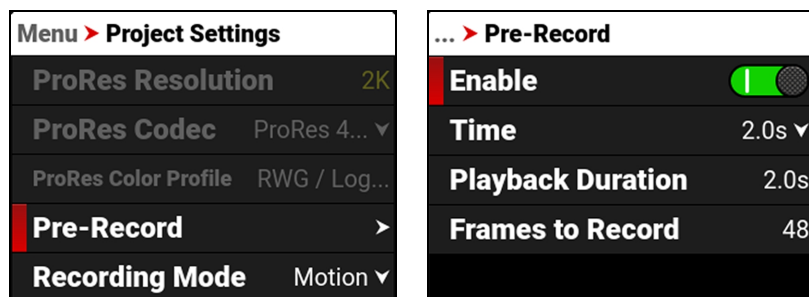 Menu ➤ Project Settings
ProRes Resolution 2K
ProRes Codec ProRes 4...
ProRes Color Profile RWG / Log...
Pre-Record
Recording Mode Motion
... ➤ Pre-Record
Enable
Time 2.0s
Playback Duration 2.0s
Frames to Record 48